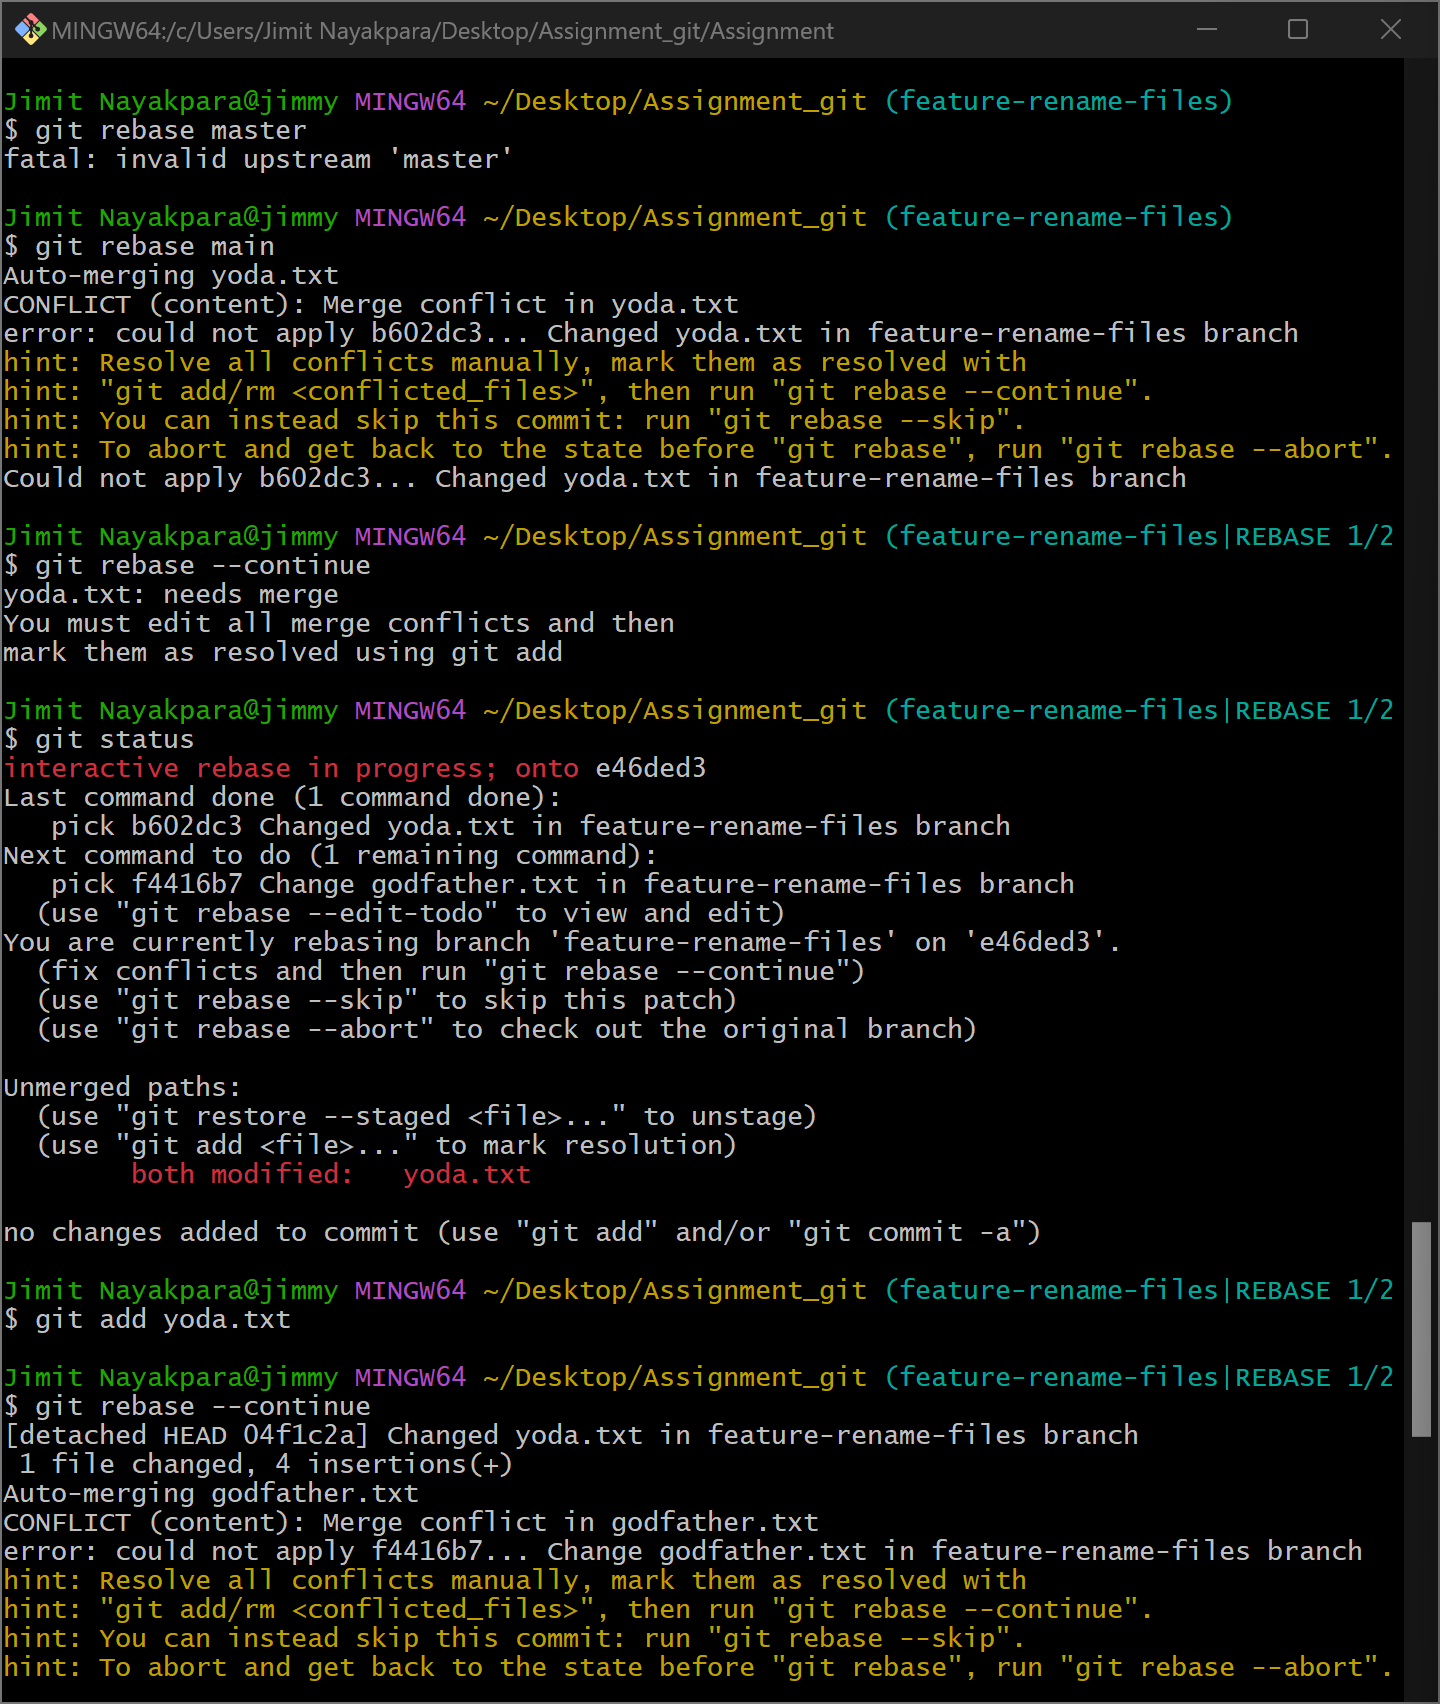 MINGW64:/c/Users/Jimit Nayakpara/Desktop/Assignment_git/Assignment
Jimit Nayakpara@jimmy MINGW64 ~/Desktop/Assignment_git (feature-rename-files)
$ git rebase master
fatal: invalid upstream 'master'
Jimit Nayakpara@jimmy MINGW64 ~/Desktop/Assignment_git (feature-rename-files)
$ git rebase main
Auto-merging yoda.txt
CONFLICT (content): Merge conflict in yoda.txt
error: could not apply b602dc3... Changed yoda.txt in feature-rename-files branch
hint: Resolve all conflicts manually, mark them as resolved with
hint: "git add/rm <conflicted_files>", then run "git rebase --continue".
hint: You can instead skip this commit: run "git rebase --skip".
hint: To abort and get back to the state before "git rebase", run "git rebase --abort".
Could not apply b602dc3... Changed yoda.txt in feature-rename-files branch
Jimit Nayakpara@jimmy MINGW64 ~/Desktop/Assignment_git (feature-rename-files|REBASE 1/2
$ git rebase --continue
yoda.txt: needs merge
You must edit all merge conflicts and then
mark them as resolved using git add
Jimit Nayakpara@jimmy MINGW64 ~/Desktop/Assignment_git (feature-rename-files|REBASE 1/2
$ git status
interactive rebase in progress; onto e46ded3
Last command done (1 command done):
   pick b602dc3 Changed yoda.txt in feature-rename-files branch
Next command to do (1 remaining command):
   pick f4416b7 Change godfather.txt in feature-rename-files branch
  (use "git rebase --edit-todo" to view and edit)
You are currently rebasing branch 'feature-rename-files' on 'e46ded3'.
  (fix conflicts and then run "git rebase --continue")
  (use "git rebase --skip" to skip this patch)
  (use "git rebase --abort" to check out the original branch)
Unmerged paths:
  (use "git restore --staged <file>..." to unstage)
  (use "git add <file>..." to mark resolution)
        both modified:   yoda.txt
no changes added to commit (use "git add" and/or "git commit -a")
Jimit Nayakpara@jimmy MINGW64 ~/Desktop/Assignment_git (feature-rename-files|REBASE 1/2
$ git add yoda.txt
Jimit Nayakpara@jimmy MINGW64 ~/Desktop/Assignment_git (feature-rename-files|REBASE 1/2
$ git rebase --continue
[detached HEAD 04f1c2a] Changed yoda.txt in feature-rename-files branch
 1 file changed, 4 insertions(+)
Auto-merging godfather.txt
CONFLICT (content): Merge conflict in godfather.txt
error: could not apply f4416b7... Change godfather.txt in feature-rename-files branch
hint: Resolve all conflicts manually, mark them as resolved with
hint: "git add/rm <conflicted_files>", then run "git rebase --continue".
hint: You can instead skip this commit: run "git rebase --skip".
hint: To abort and get back to the state before "git rebase", run "git rebase --abort".